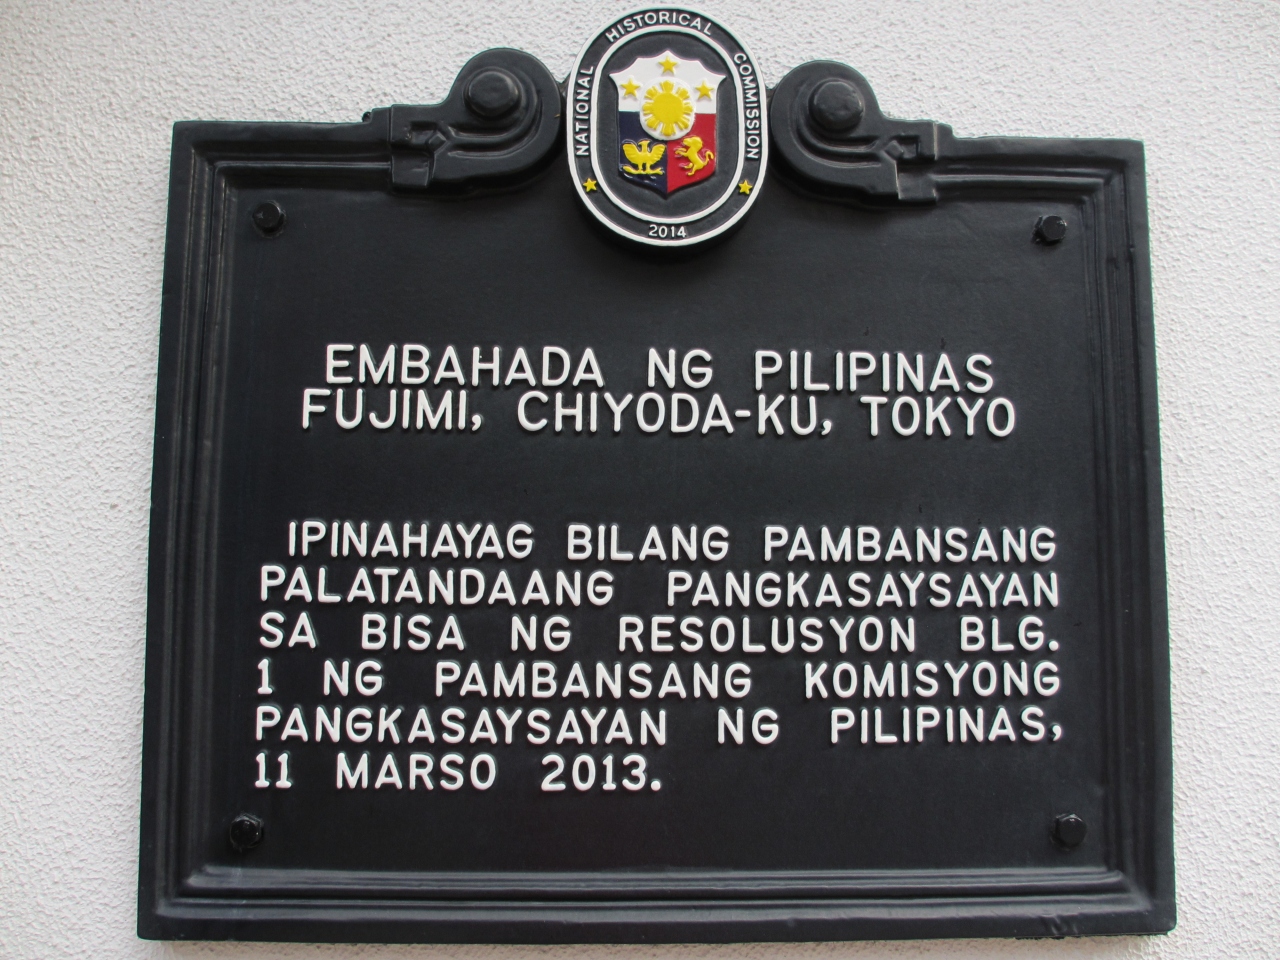 NATIONAL HISTORICAL COMMISSION
2014
EMBAHADA NG PILIPINAS
FUJIMI, CHIYODA-KU, TOKYO
IPINAHAYAG BILANG PAMBANSANG
PALATANDAANG PANGKASAYSAYAN
SA BISA NG RESOLUSYON BLG.
1 NG PAMBANSANG KOMISYONG
PANGKASAYSAYAN NG PILIPINAS,
11 MARSO 2013.